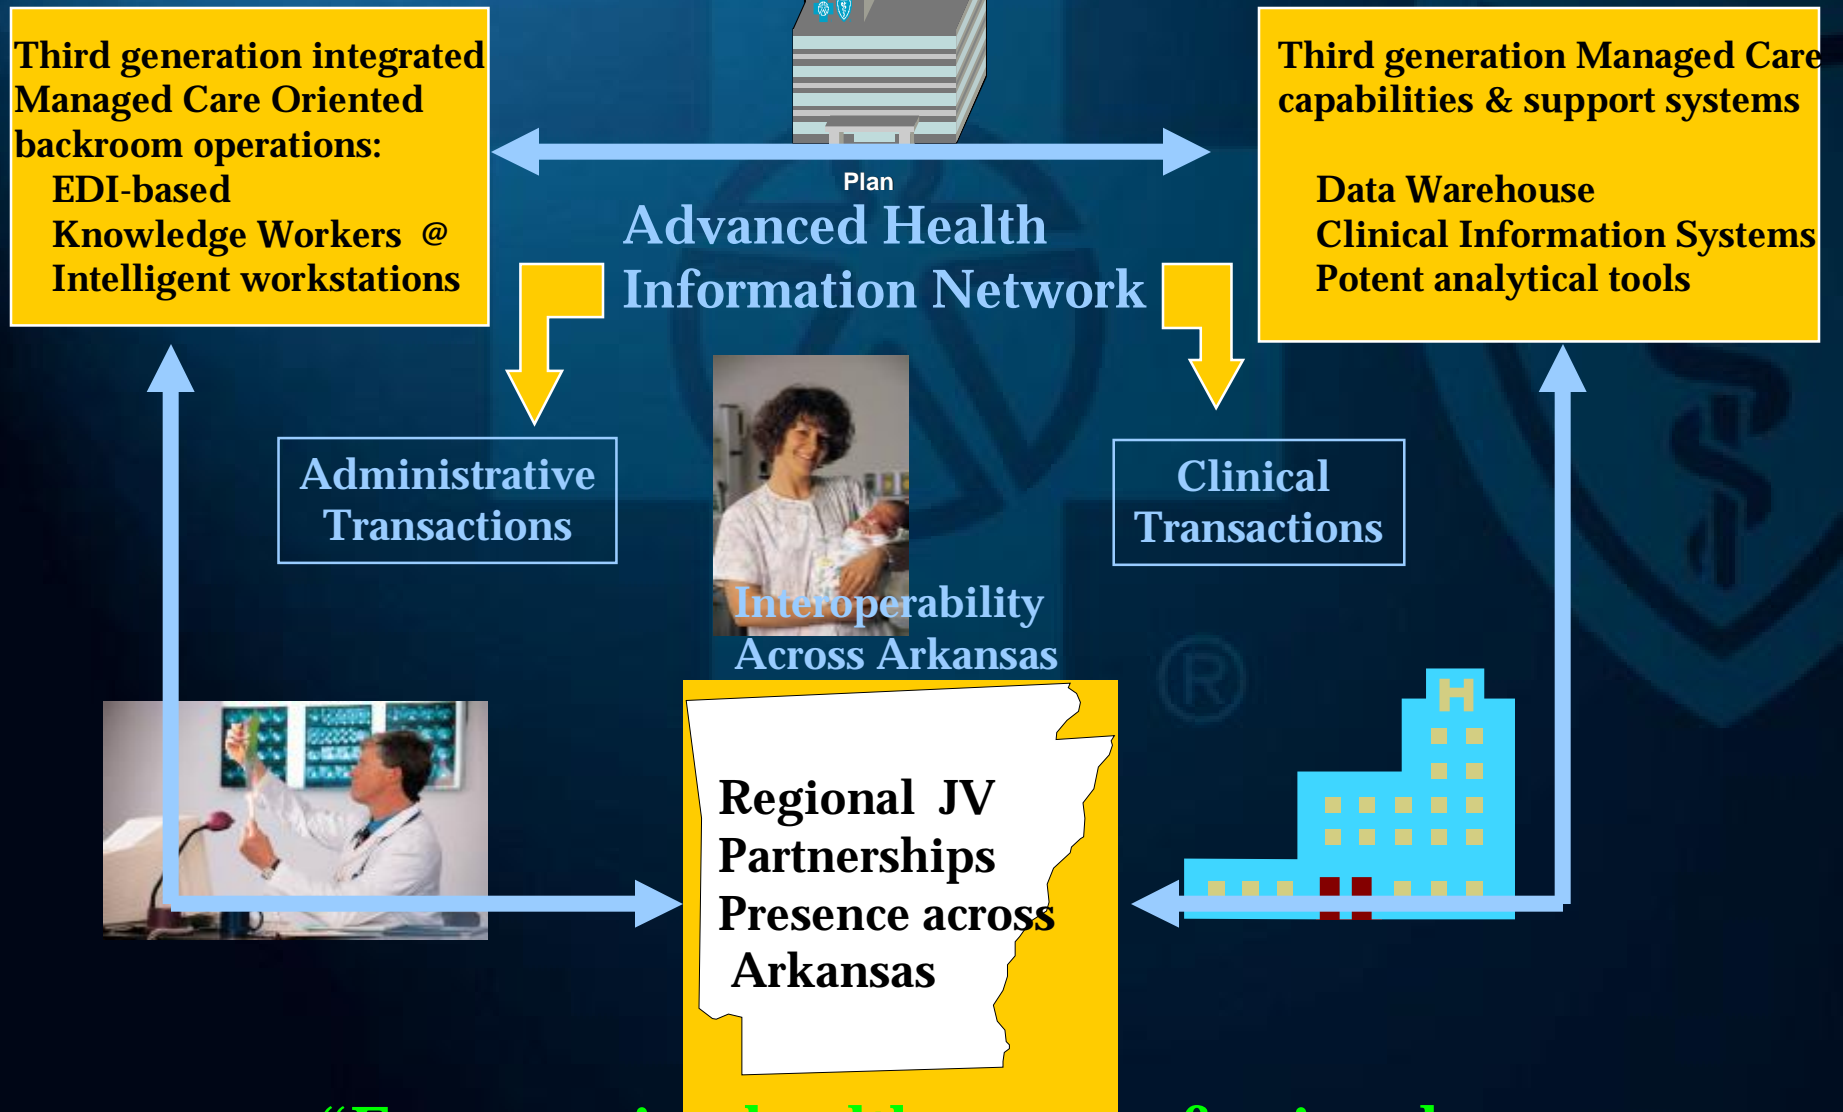 Third generation integrated
Managed Care Oriented
backroom operations:
EDI-based
Knowledge Workers @
Intelligent workstations
Plan
Advanced Health
Information Network
Third generation Managed Care
capabilities & support systems
Data Warehouse
Clinical Information Systems
Potent analytical tools
Administrative
Transactions
Clinical
Transactions
Interoperability
Across Arkansas
H
®
Regional JV
Partnerships
Presence across
Arkansas